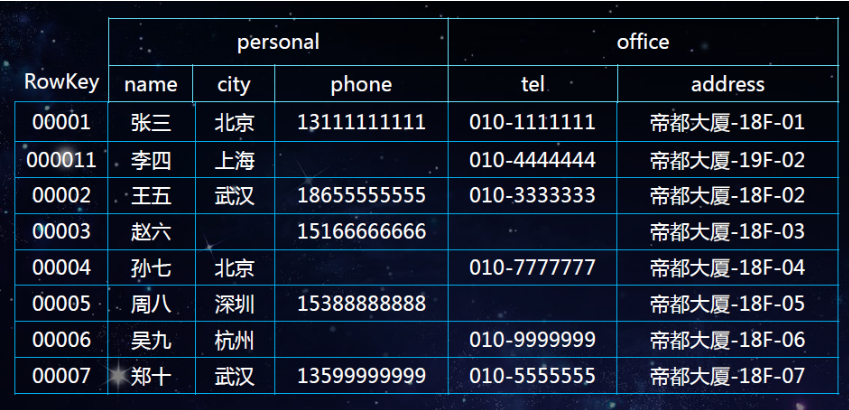 personal office
RowKey name city phone tel address
00001 张三 北京 13111111111 010-1111111 帝都大厦-18F-01
000011 李四 上海 010-4444444 帝都大厦-19F-02
00002 王五 武汉 18655555555 010-3333333 帝都大厦-18F-02
00003 赵六 15166666666 帝都大厦-18F-03
00004 孙七 北京 010-7777777 帝都大厦-18F-04
00005 周八 深圳 15388888888 帝都大厦-18F-05
00006 吴九 杭州 010-9999999 帝都大厦-18F-06
00007 郑十 武汉 13599999999 010-5555555 帝都大厦-18F-07